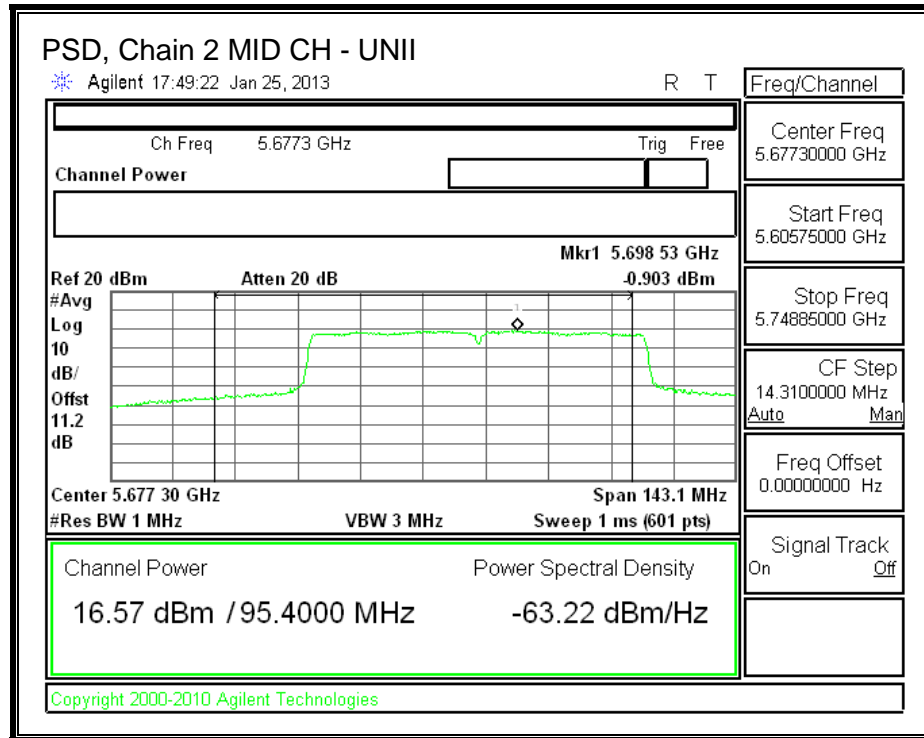 PSD, Chain 2 MID CH - UNII
Agilent 17:49:22 Jan 25, 2013 R T
Freq/Channel
Ch Freq 5.6773 GHz Trig Free
Channel Power
Center Freq
5.67730000 GHz
Start Freq
5.60575000 GHz
Mkr1 5.698 53 GHz
Ref 20 dBm Atten 20 dB -0.903 dBm
Stop Freq
5.74885000 GHz
#Avg
Log
10
dB/
Offst
11.2
dB
1
CF Step
14.3100000 MHz
Auto Man
Freq Offset
0.00000000 Hz
Center 5.677 30 GHz Span 143.1 MHz
#Res BW 1 MHz VBW 3 MHz Sweep 1 ms (601 pts)
Signal Track
On Off
Channel Power Power Spectral Density
16.57 dBm / 95.4000 MHz -63.22 dBm/Hz
Copyright 2000-2010 Agilent Technologies